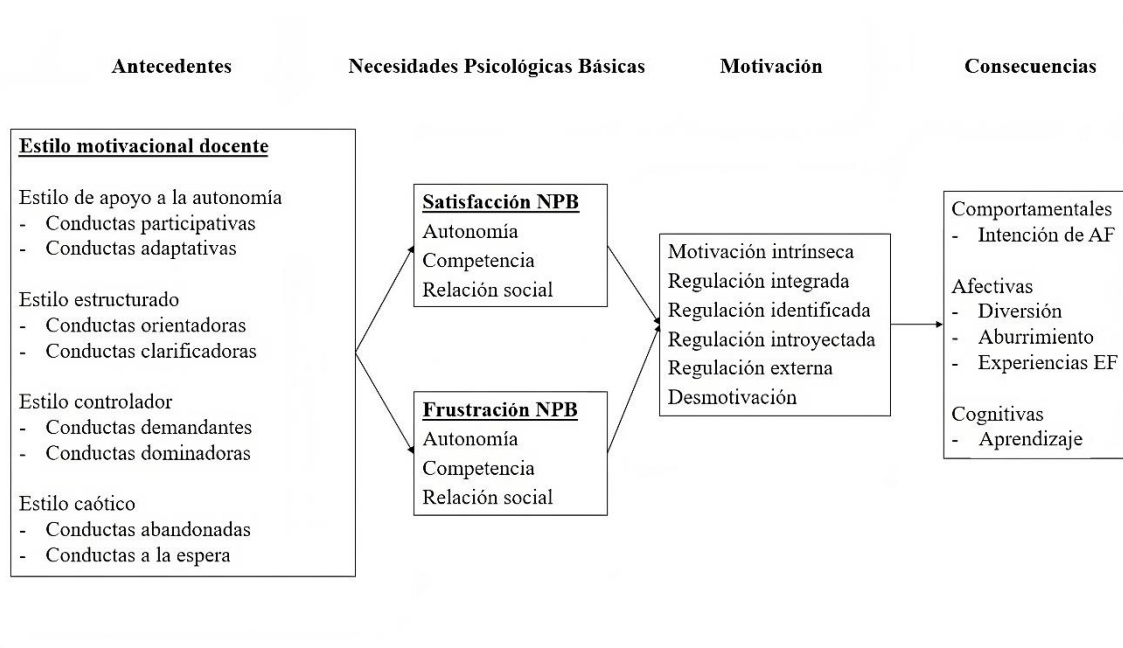 Antecedentes
Necesidades Psicológicas Básicas
Motivación
Consecuencias
Estilo motivacional docente
Estilo de apoyo a la autonomía
- Conductas participativas
- Conductas adaptativas
Estilo estructurado
- Conductas orientadoras
- Conductas clarificadoras
Estilo controlador
- Conductas demandantes
- Conductas dominadoras
Estilo caótico
- Conductas abandonadas
- Conductas a la espera
Satisfacción NPB
Autonomía
Competencia
Relación social
Frustración NPB
Autonomía
Competencia
Relación social
Motivación intrínseca
Regulación integrada
Regulación identificada
Regulación introyectada
Regulación externa
Desmotivación
Comportamentales
- Intención de AF
Afectivas
- Diversión
- Aburrimiento
- Experiencias EF
Cognitivas
- Aprendizaje